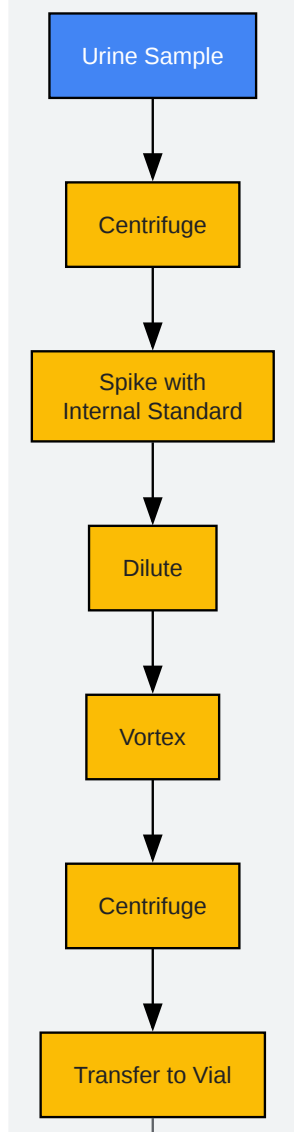 Urine Sample
Centrifuge
Spike with
Internal Standard
Dilute
Vortex
Centrifuge
Transfer to Vial